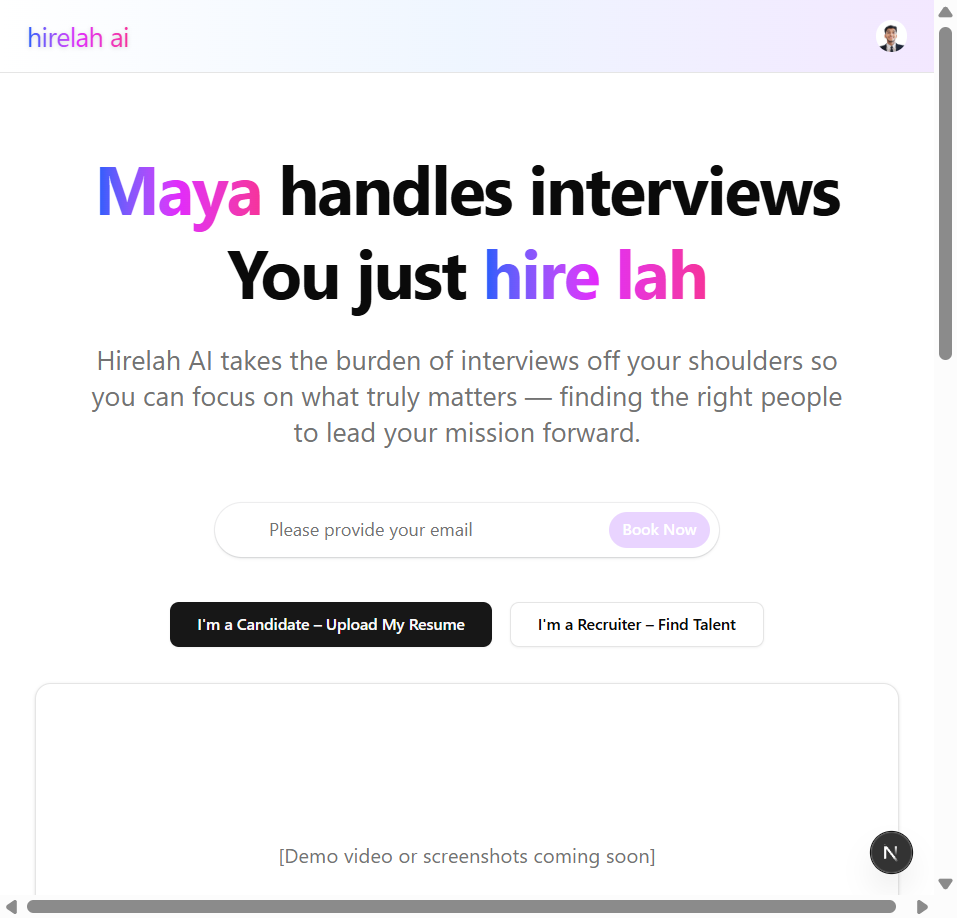 hirelah ai
Maya handles interviews
You just hire lah
Hirelah AI takes the burden of interviews off your shoulders so
you can focus on what truly matters — finding the right people
to lead your mission forward.
Please provide your email
Book Now
I'm a Candidate – Upload My Resume
I'm a Recruiter – Find Talent
[Demo video or screenshots coming soon]
N